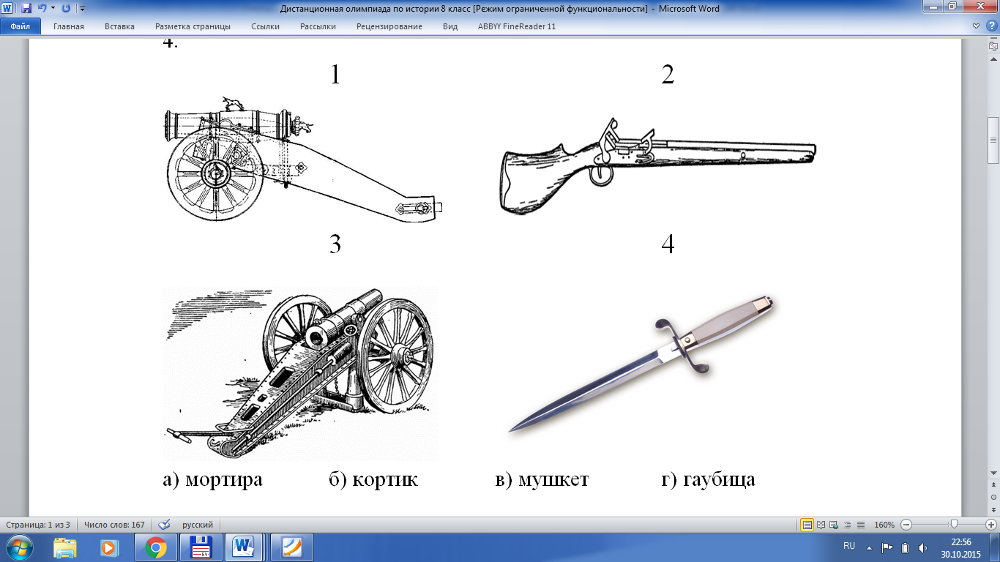 Дистанционная олимпиада по истории 8 класс [Режим ограниченной функциональности] - Microsoft Word
Файл Главная Вставка Разметка страницы Ссылки Рассылки Рецензирование Вид ABBYY FineReader 11
4.
1 2
3 4
а) мортира б) кортик в) мушкет г) гаубица
Страница: 1 из 3 Число слов: 167 русский 160%
RU 22:56
30.10.2015